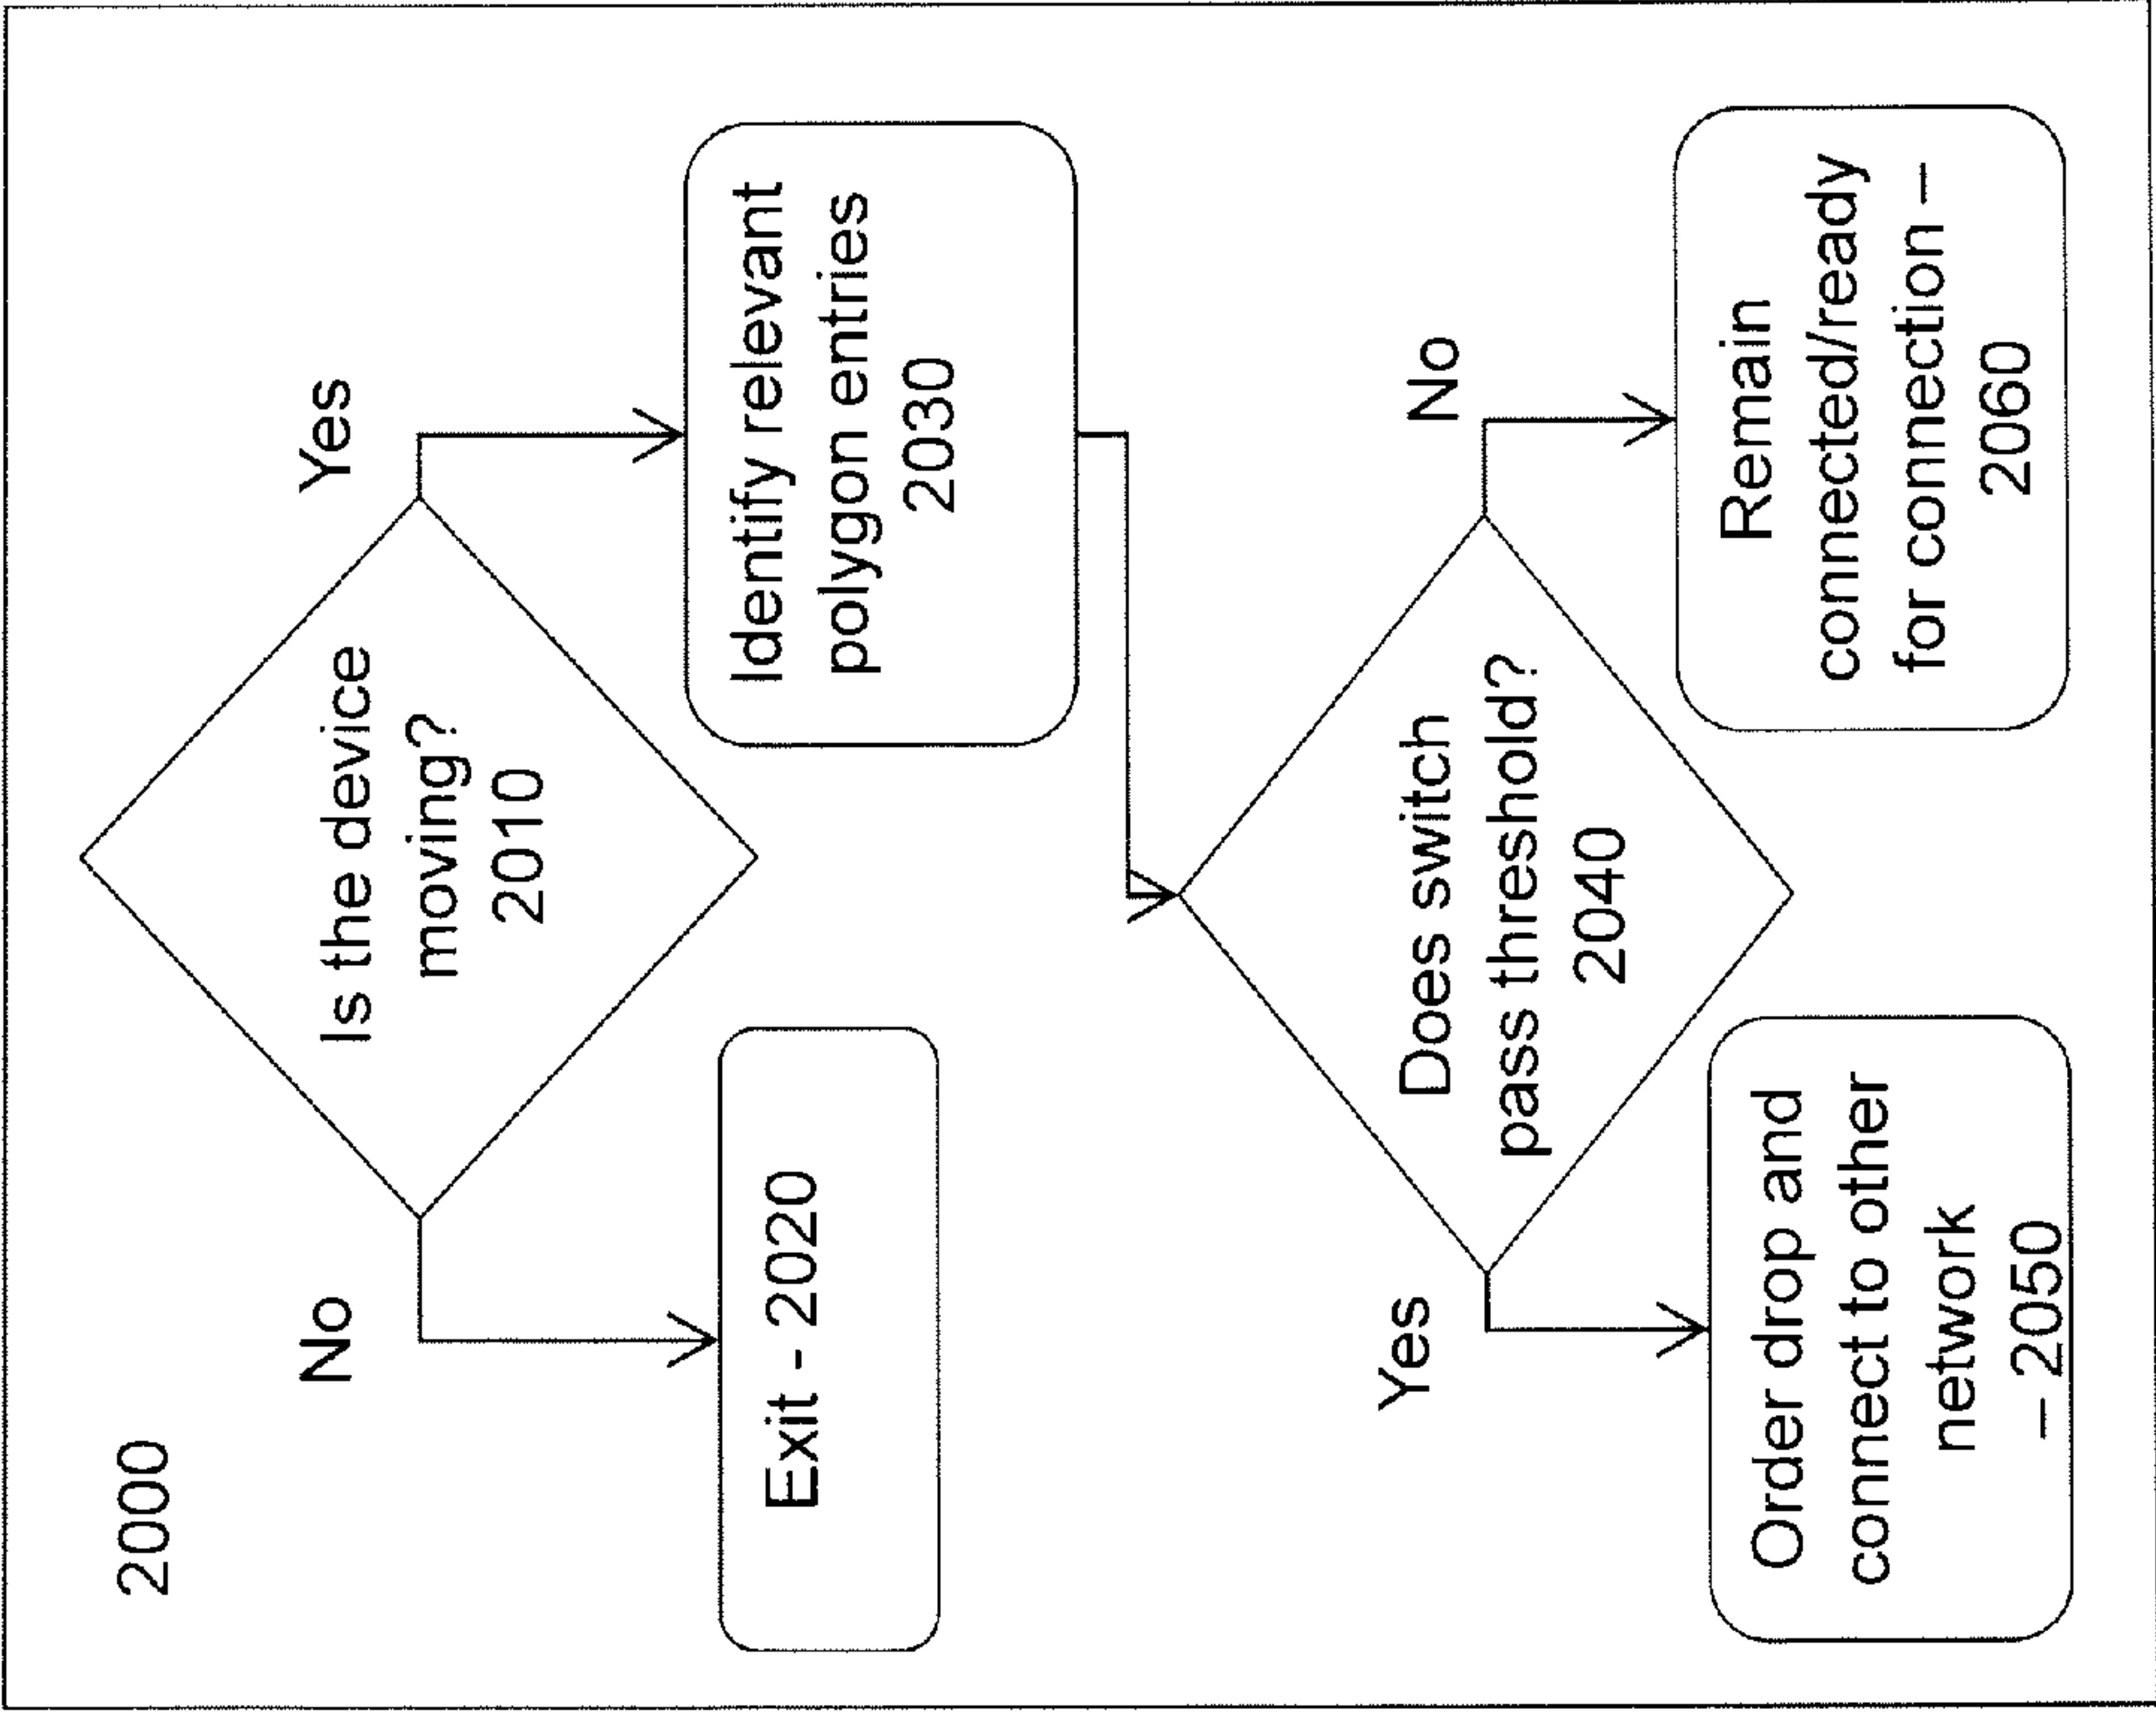 2000
Is the device
moving?
2010
No
Yes
Exit - 2020
Identify relevant
polygon entries
2030
Does switch
pass threshold?
2040
Yes
No
Order drop and
connect to other
network
– 2050
Remain
connected/ready
for connection –
2060